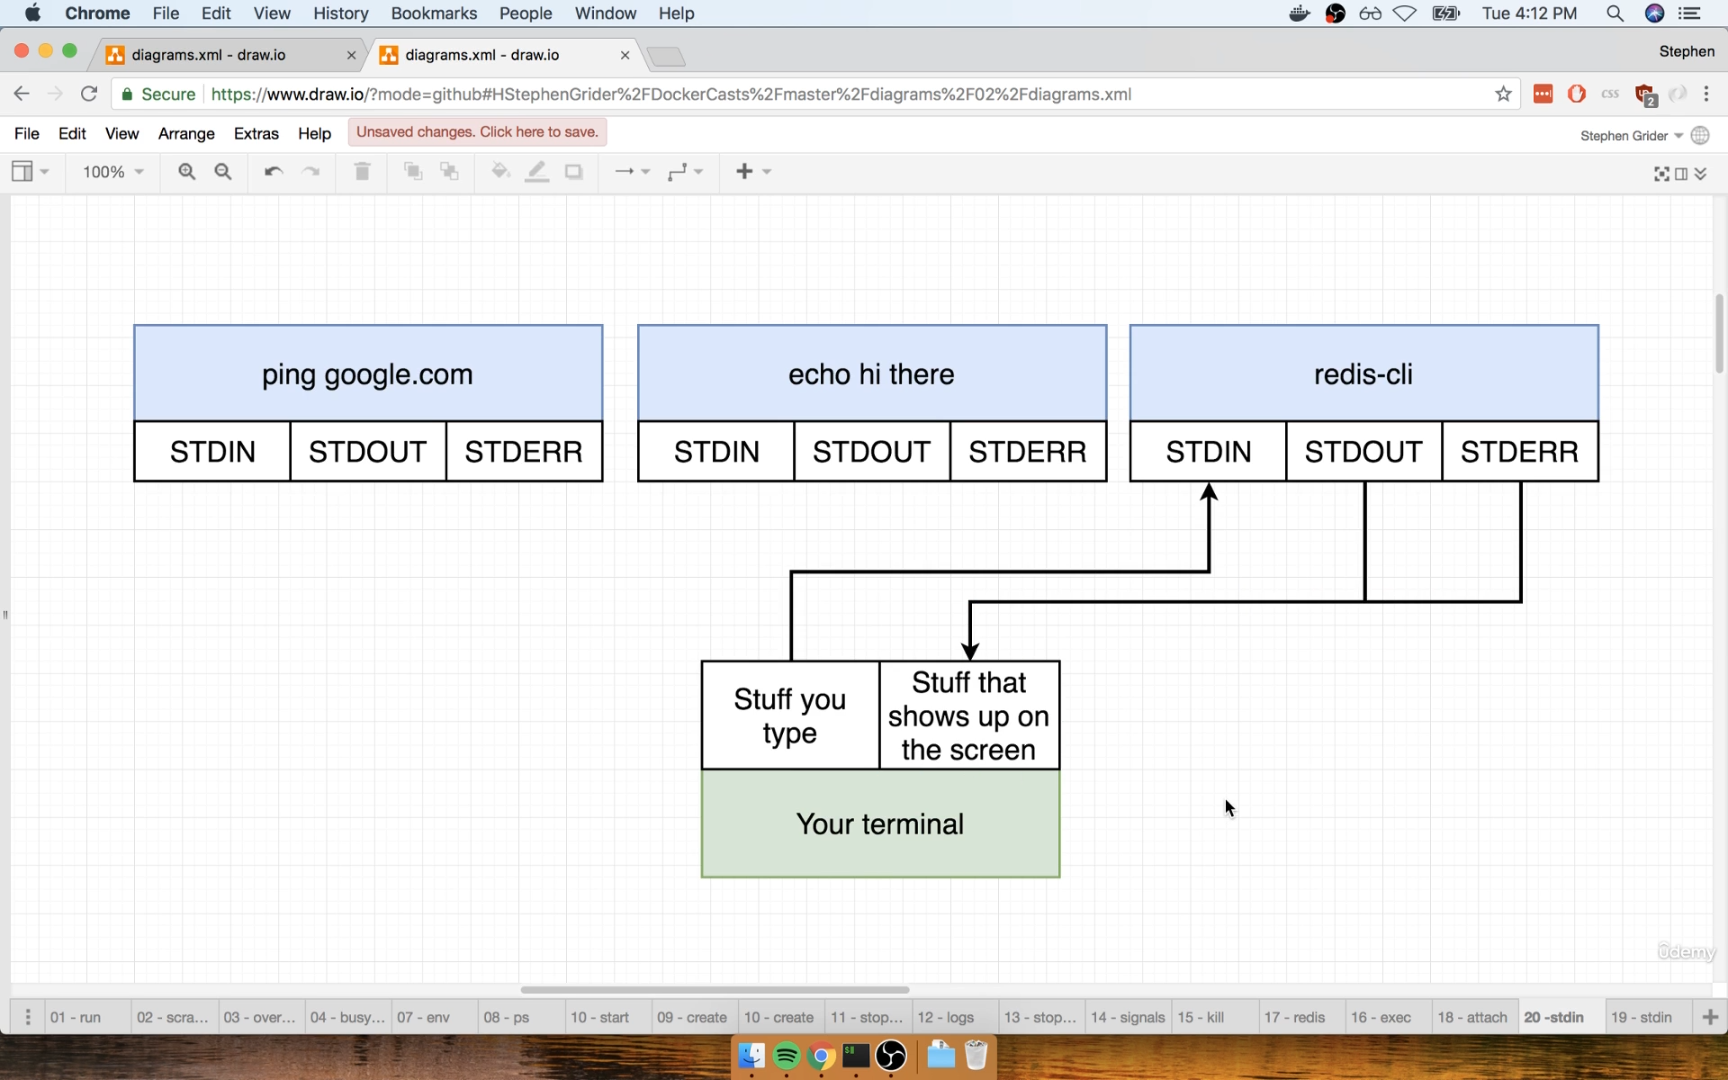 Chrome File Edit View History Bookmarks People Window Help Tue 4:12 PM
diagrams.xml - draw.io diagrams.xml - draw.io Stephen
Secure https://www.draw.io/?mode=github#HStephenGrider%2FDockerCasts%2Fmaster%2Fdiagrams%2F02%2Fdiagrams.xml CSS 2
File Edit View Arrange Extras Help Unsaved changes. Click here to save. Stephen Grider
100%
ping google.com echo hi there redis-cli
STDIN STDOUT STDERR STDIN STDOUT STDERR STDIN STDOUT STDERR
Stuff you
type
Stuff that
shows up on
the screen
Your terminal
ûdemy
01 - run 02 - scra... 03 - over... 04 - busy... 07 - env 08 - ps 10 - start 09 - create 10 - create 11 - stop... 12 - logs 13 - stop... 14 - signals 15 - kill 17 - redis 16 - exec 18 - attach 20 -stdin 19 - stdin